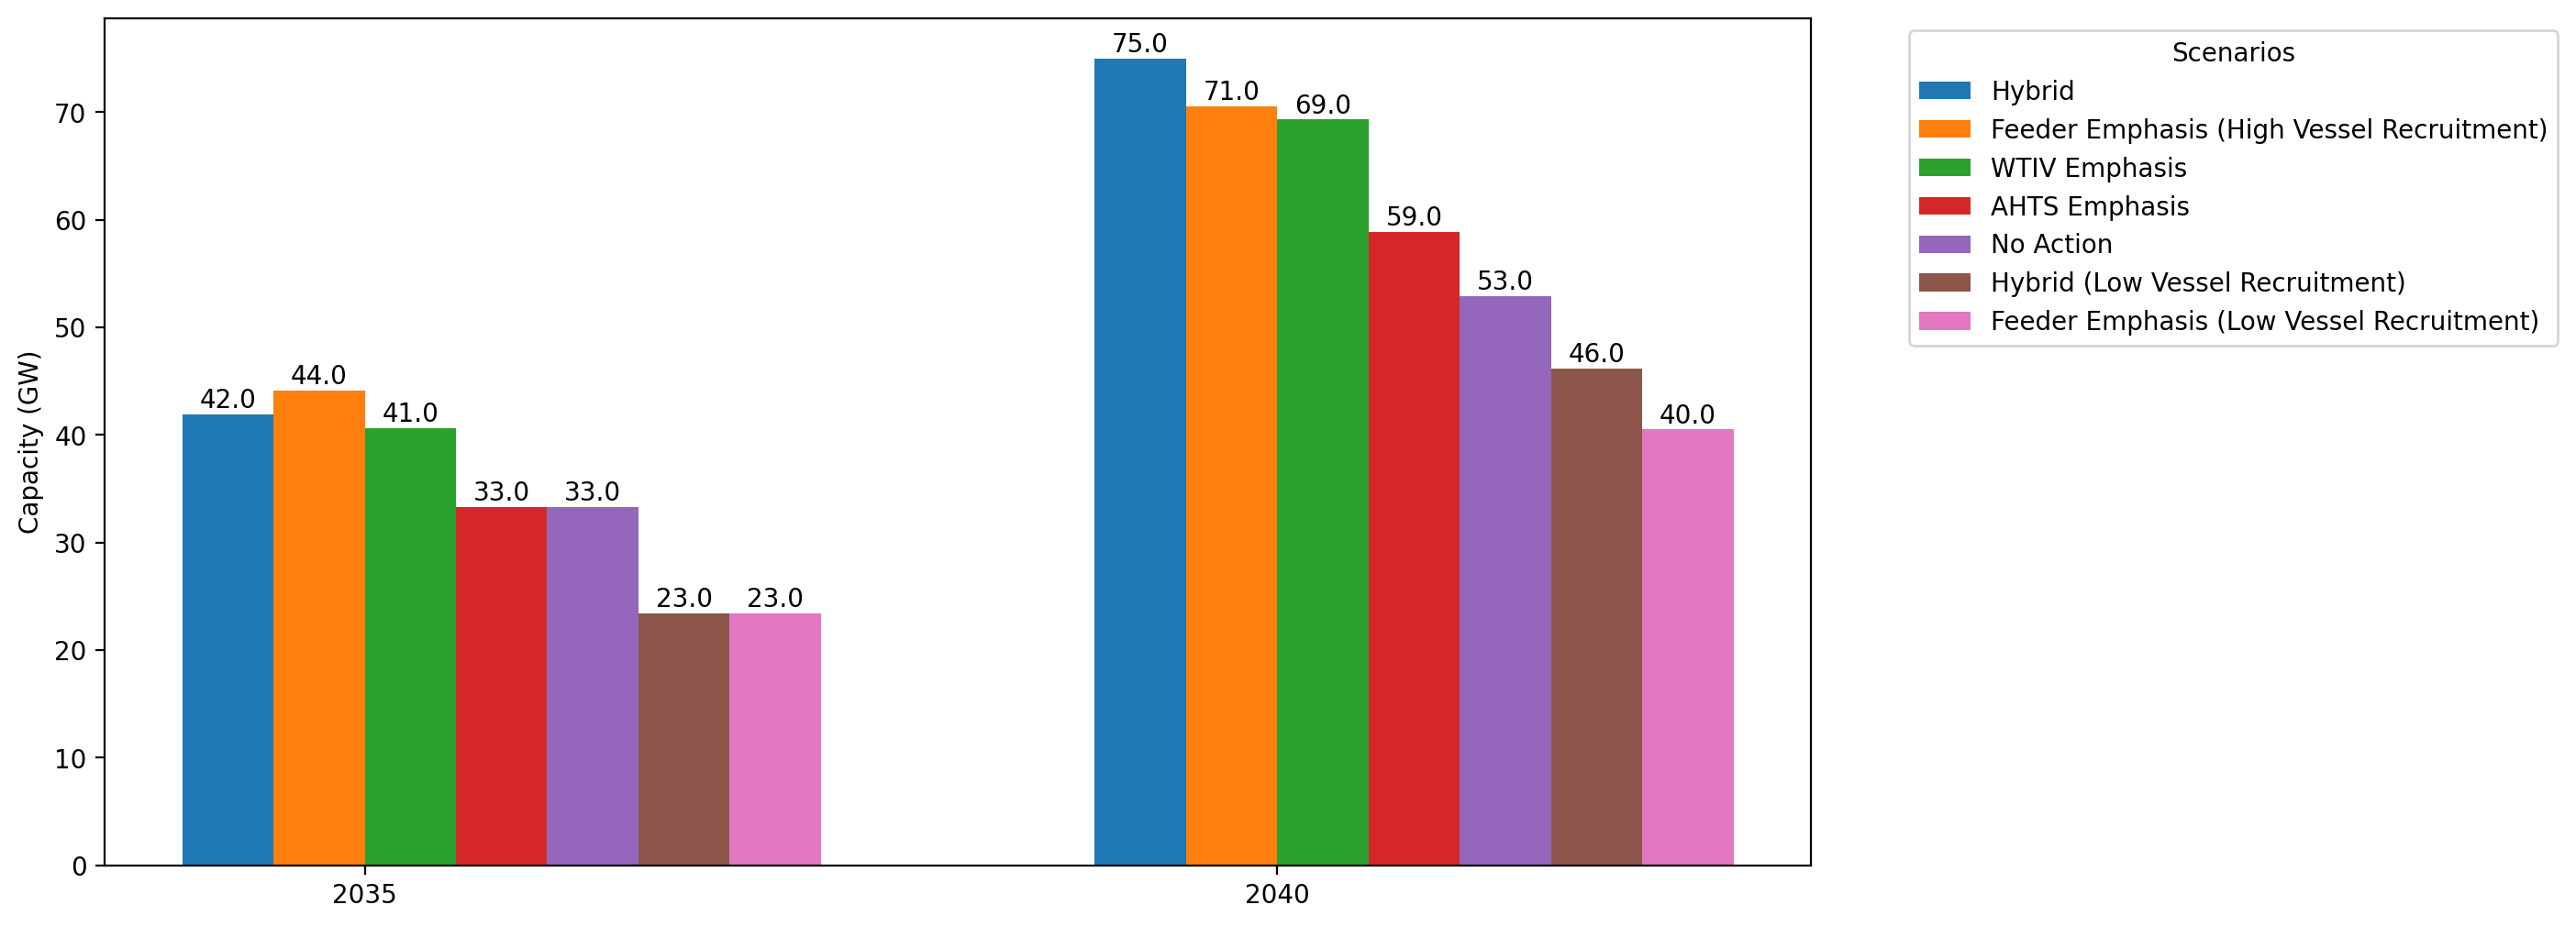 Capacity (GW)
70
60
50
40
30
20
10
0
42.0
44.0
41.0
33.0
33.0
23.0
23.0
75.0
71.0
69.0
59.0
53.0
46.0
40.0
2035
2040
Scenarios
Hybrid
Feeder Emphasis (High Vessel Recruitment)
WTIV Emphasis
AHTS Emphasis
No Action
Hybrid (Low Vessel Recruitment)
Feeder Emphasis (Low Vessel Recruitment)